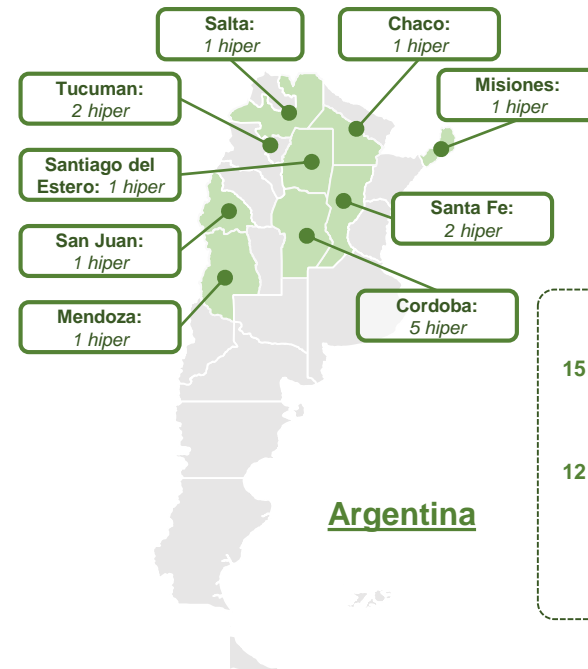 Salta:
1 hiper
Chaco:
1 hiper
Tucuman:
2 hiper
Misiones:
1 hiper
Santiago del
Estero: 1 hiper
Santa Fe:
2 hiper
San Juan:
1 hiper
Mendoza:
1 hiper
Cordoba:
5 hiper
15
12
Argentina